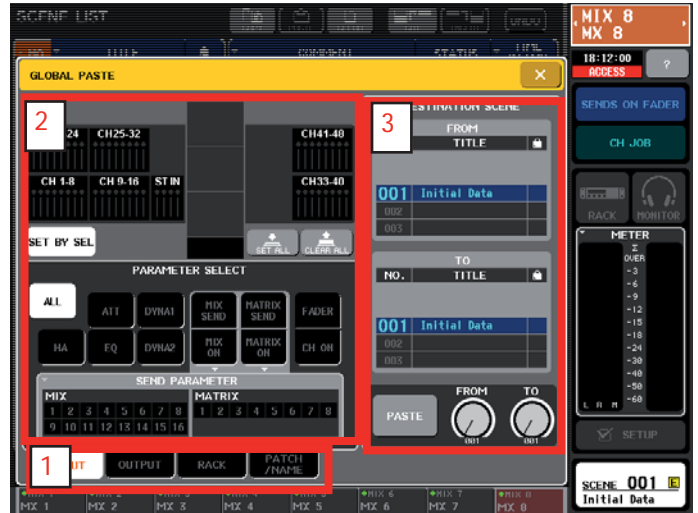 SCENE LIST
UNDO
NO. TITLE COMMENT STATUS
MIX 8
MX 8
18:12:00
ACCESS
?
GLOBAL PASTE
×
SENDS ON FADER
CH JOB
RACK
MONITOR
METER
Σ
OVER
-3
-6
-9
-12
-15
-18
-24
-30
-40
-50
-60
L R M
SETUP
SCENE 001 E
Initial Data
2
24 CH25-32
CH41-48
CH 1-8 CH 9-16 ST IN
CH33-40
SET BY SEL
SET ALL
CLEAR ALL
PARAMETER SELECT
ALL
ATT
DYNA1
MIX SEND
MATRIX SEND
FADER
HA
EQ
DYNA2
MIX ON
MATRIX ON
CH ON
SEND PARAMETER
MIX MATRIX
1 2 3 4 5 6 7 8 1 2 3 4 5 6 7 8
9 10 11 12 13 14 15 16
3
ESTINATION SCENE
FROM
TITLE
001 Initial Data
002
003
TO
NO. TITLE
001 Initial Data
002
003
PASTE
FROM
TO
001
001
1
UT
OUTPUT
RACK
PATCH
/NAME
MX 1
MIX 2
MX 2
MIX 3
MX 3
MX 4
MX 5
MIX 6
MX 6
MIX 7
MX 7
MIX 8
MX 8